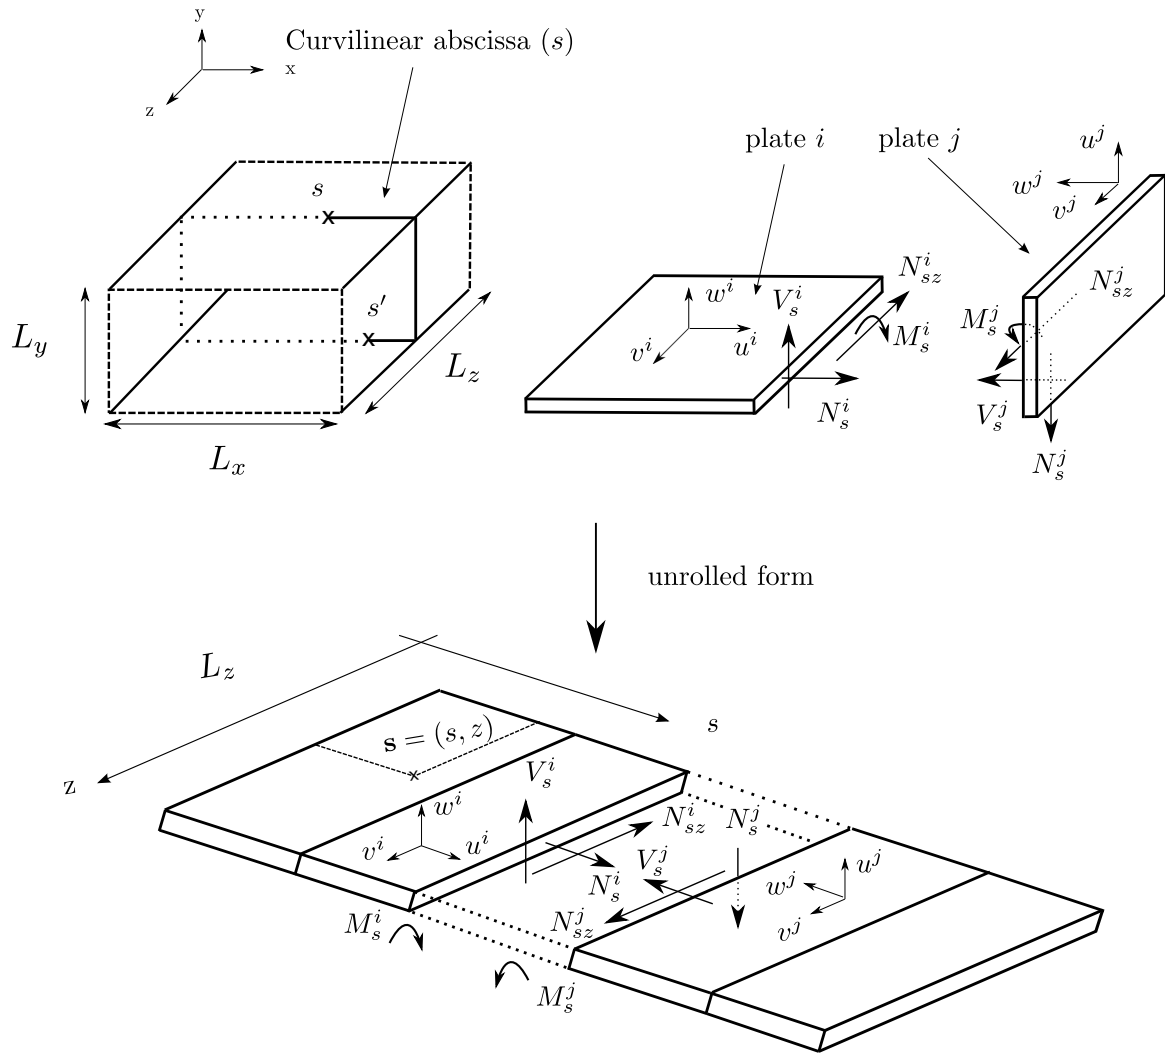 y
x
z
Curvilinear abscissa (s)
s
s′
L_y
L_x
L_z
plate i
w^i
u^i
v^i
V_s^i
N_{sz}^i
M_s^i
N_s^i
plate j
u^j
w^j
v^j
N_{sz}^j
M_s^j
V_s^j
N_s^j
unrolled form
L_z
s
z
𝐬 = (s, z)
V_s^i
w^i
v^i
u^i
N_{sz}^i
N_s^j
V_s^j
N_s^i
u^j
w^j
v^j
N_{sz}^j
M_s^i
M_s^j